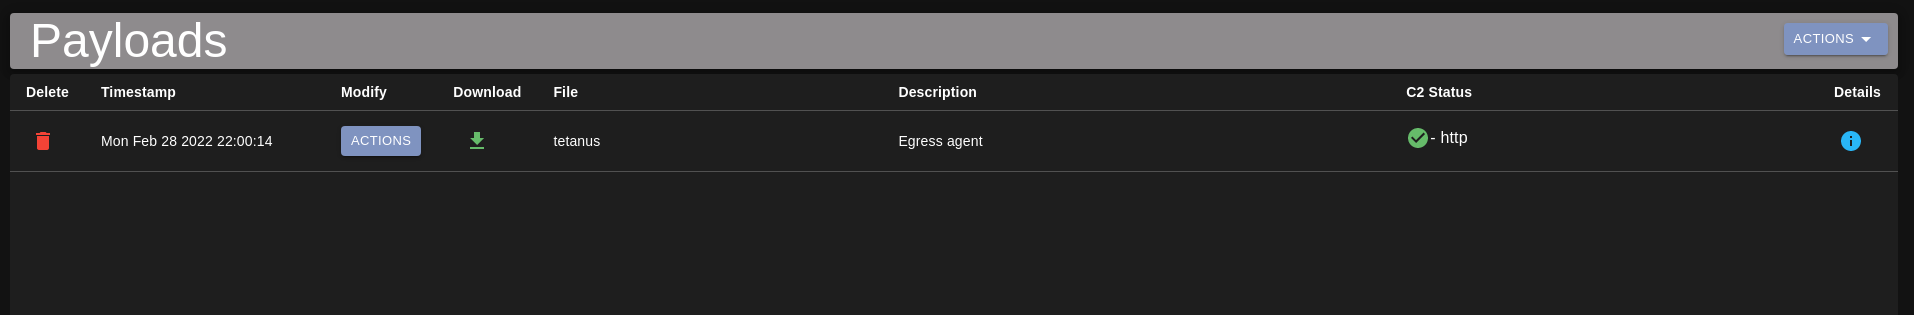 Payloads
ACTIONS
Delete Timestamp Modify Download File Description C2 Status Details
Mon Feb 28 2022 22:00:14 ACTIONS tetanus Egress agent - http